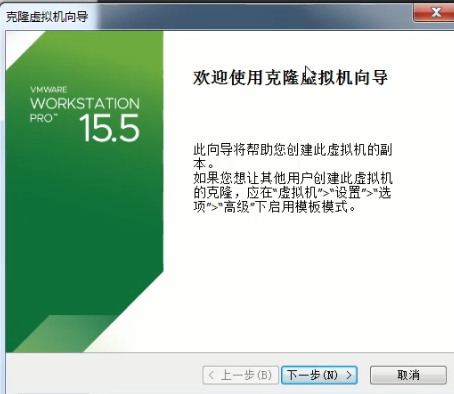 克隆虚拟机向导
VMWARE
WORKSTATION
PRO™
15.5
欢迎使用克隆虚拟机向导
此向导将帮助您创建此虚拟机的副
本。
如果您想让其他用户创建此虚拟机
的克隆，应在“虚拟机”>“设置”>“选
项”>“高级”下启用模板模式。
< 上一步(B)
下一步(N) >
取消